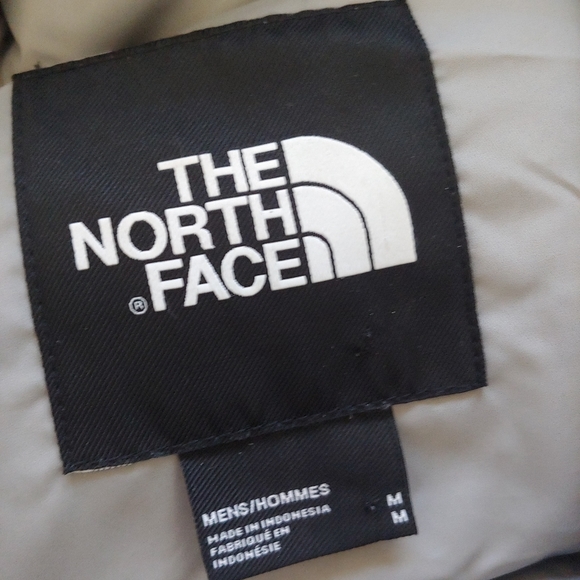 THE
NORTH
FACE
®
MENS/HOMMES
MADE IN INDONESIA
FABRIQUÉ EN
INDONÉSIE
M
M